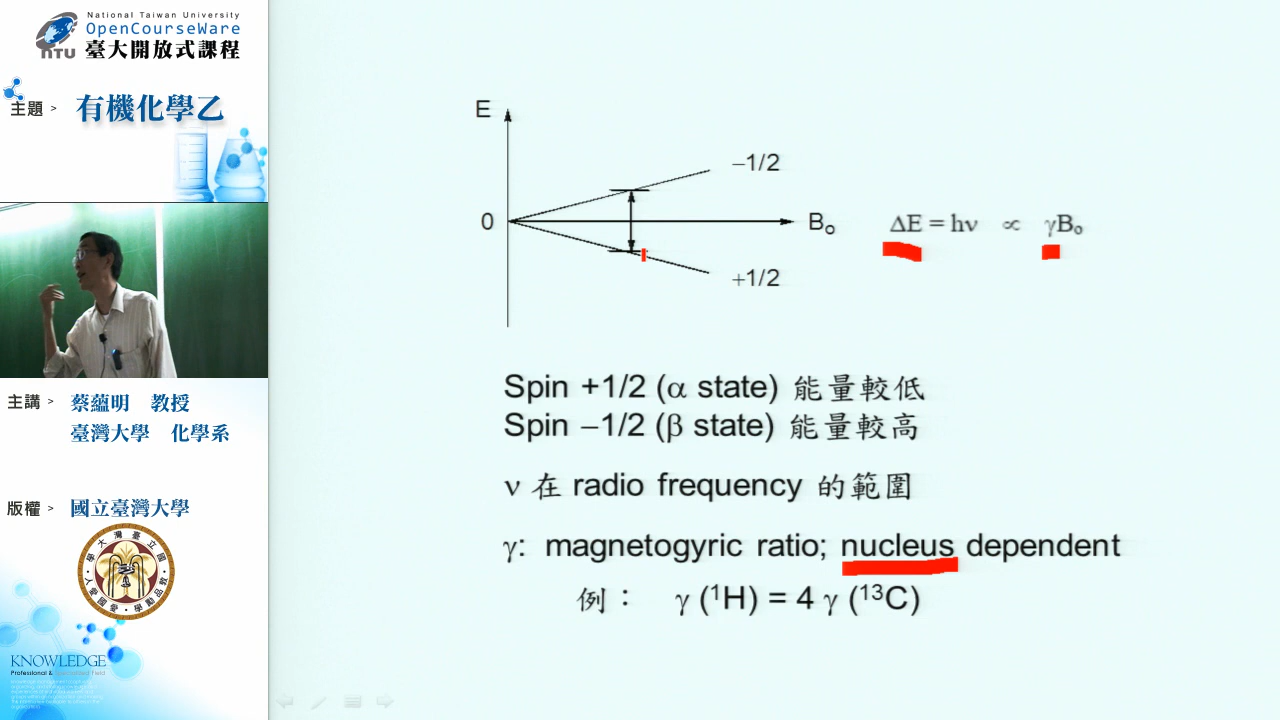 National Taiwan University
OpenCourseWare
臺大開放式課程
NTU
主題 > 有機化學乙
主講 > 蔡蘊明 教授
臺灣大學 化學系
版權 > 國立臺灣大學
KNOWLEDGE
E
−1/2
0
B₀
ΔE = hν ∝ γB₀
+1/2
Spin +1/2 (α state) 能量較低
Spin −1/2 (β state) 能量較高
ν 在 radio frequency 的範圍
γ: magnetogyric ratio; nucleus dependent
例： γ (¹H) = 4 γ (¹³C)